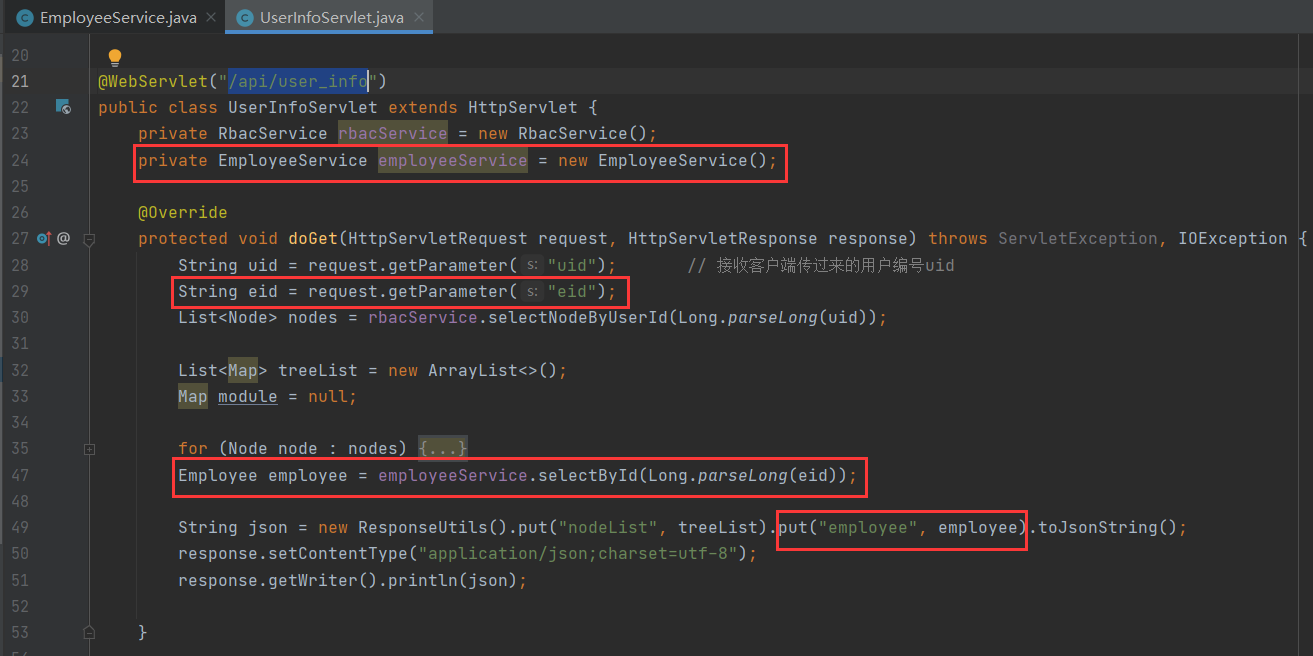 EmployeeService.java
UserInfoServlet.java
20
21 @WebServlet("/api/user_info")
22 public class UserInfoServlet extends HttpServlet {
23 private RbacService rbacService = new RbacService();
24 private EmployeeService employeeService = new EmployeeService();
25
26 @Override
27 @ protected void doGet(HttpServletRequest request, HttpServletResponse response) throws ServletException, IOException {
28 String uid = request.getParameter( s: "uid"); // 接收客户端传过来的用户编号uid
29 String eid = request.getParameter( s: "eid");
30 List<Node> nodes = rbacService.selectNodeByUserId(Long.parseLong(uid));
31
32 List<Map> treeList = new ArrayList<>();
33 Map module = null;
34
35 for (Node node : nodes) {...}
47 Employee employee = employeeService.selectById(Long.parseLong(eid));
48
49 String json = new ResponseUtils().put("nodeList", treeList).put("employee", employee).toJsonString();
50 response.setContentType("application/json;charset=utf-8");
51 response.getWriter().println(json);
52
53 }